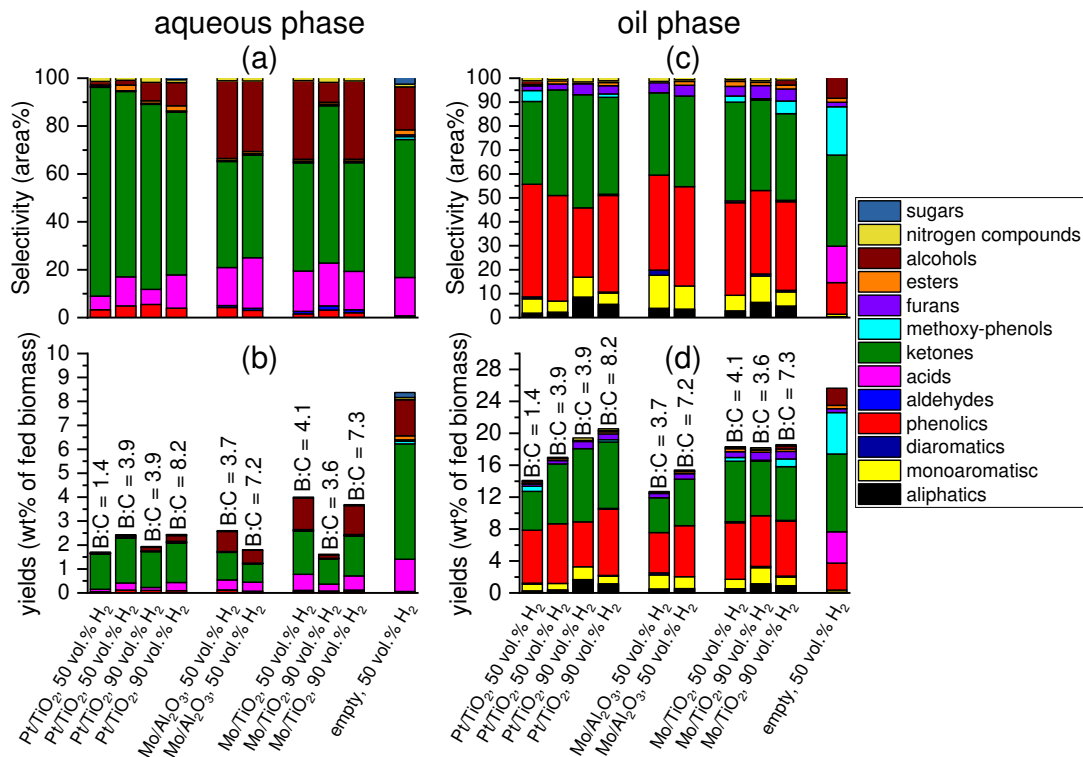 aqueous phase
oil phase
(a)
(c)
Selectivity (area%)
100
80
60
40
20
0
Selectivity (area%)
100
90
80
70
60
50
40
30
20
10
0
sugars
nitrogen compounds
alcohols
esters
furans
methoxy-phenols
ketones
acids
aldehydes
phenolics
diaromatics
monoaromatisc
aliphatics
(b)
(d)
yields (wt% of fed biomass)
10
9
8
7
6
5
4
3
2
1
0
B:C = 1.4
B:C = 3.9
B:C = 3.9
B:C = 8.2
B:C = 3.7
B:C = 7.2
B:C = 4.1
B:C = 3.6
B:C = 7.3
yields (wt% of fed biomass)
28
24
20
16
12
8
4
0
B:C = 1.4
B:C = 3.9
B:C = 3.9
B:C = 8.2
B:C = 3.7
B:C = 7.2
B:C = 4.1
B:C = 3.6
B:C = 7.3
Pt/TiO₂, 50 vol.% H₂
Pt/TiO₂, 50 vol.% H₂
Pt/TiO₂, 90 vol.% H₂
Pt/TiO₂, 90 vol.% H₂
Mo/Al₂O₃, 50 vol.% H₂
Mo/Al₂O₃, 50 vol.% H₂
Mo/TiO₂, 50 vol.% H₂
Mo/TiO₂, 90 vol.% H₂
Mo/TiO₂, 90 vol.% H₂
empty, 50 vol.% H₂
Pt/TiO₂, 50 vol.% H₂
Pt/TiO₂, 50 vol.% H₂
Pt/TiO₂, 90 vol.% H₂
Pt/TiO₂, 90 vol.% H₂
Mo/Al₂O₃, 50 vol.% H₂
Mo/Al₂O₃, 50 vol.% H₂
Mo/TiO₂, 50 vol.% H₂
Mo/TiO₂, 90 vol.% H₂
Mo/TiO₂, 90 vol.% H₂
empty, 50 vol.% H₂